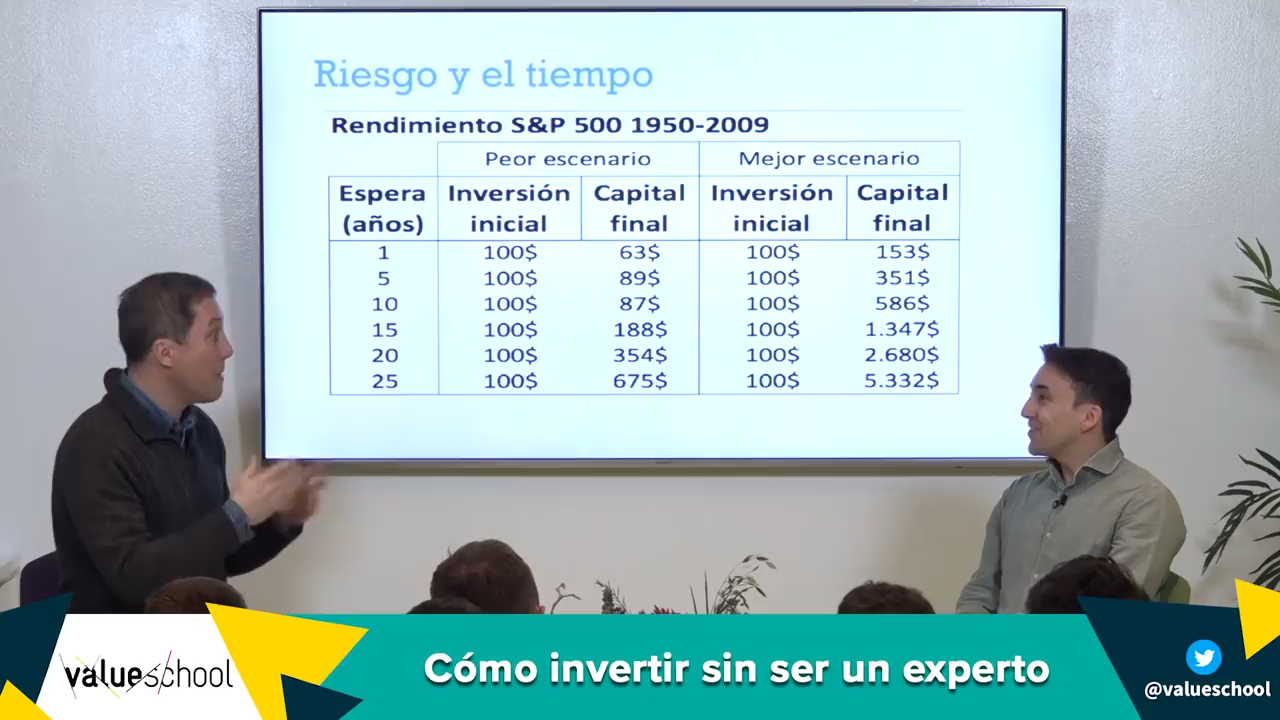 Riesgo y el tiempo
Rendimiento S&P 500 1950-2009
Peor escenario Mejor escenario
Espera (años) Inversión inicial Capital final Inversión inicial Capital final
1 100$ 63$ 100$ 153$
5 100$ 89$ 100$ 351$
10 100$ 87$ 100$ 586$
15 100$ 188$ 100$ 1.347$
20 100$ 354$ 100$ 2.680$
25 100$ 675$ 100$ 5.332$
valueschool
Cómo invertir sin ser un experto
@valueschool